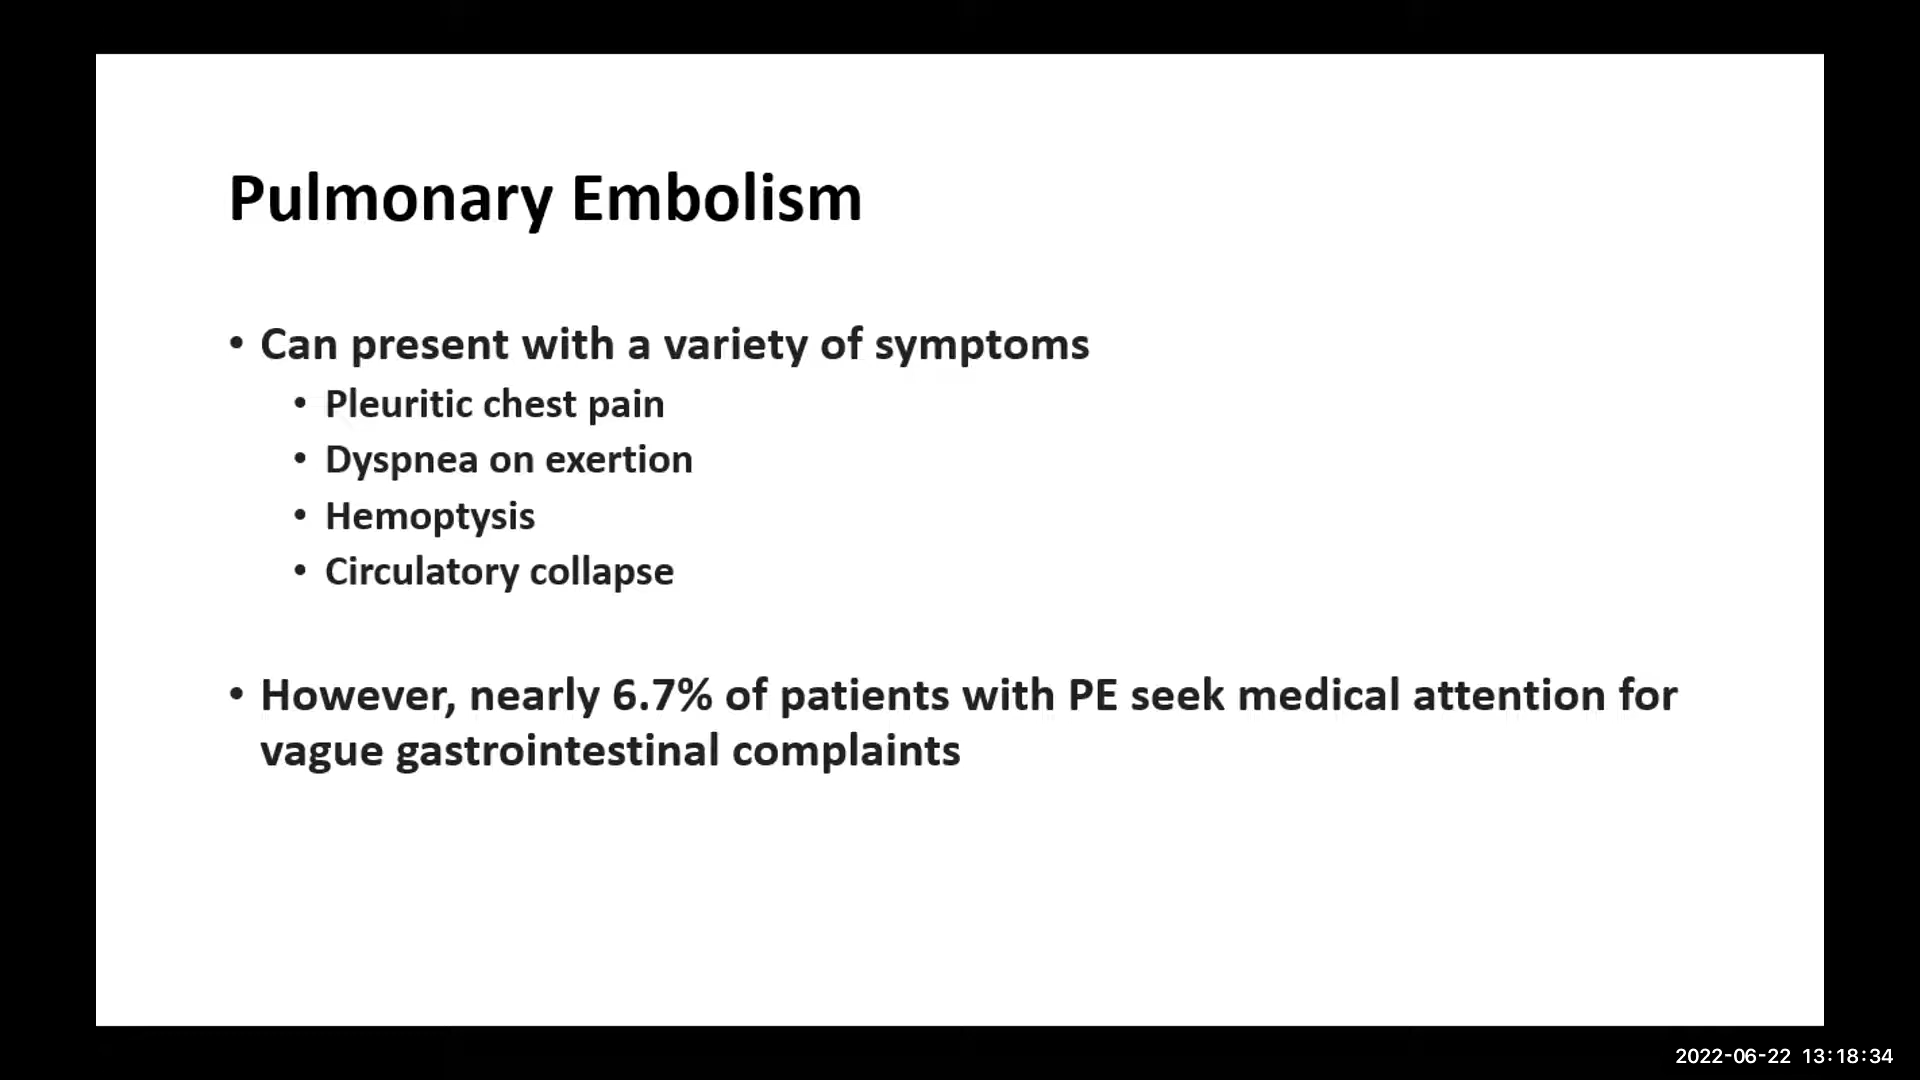 Pulmonary Embolism
• Can present with a variety of symptoms
• Pleuritic chest pain
• Dyspnea on exertion
• Hemoptysis
• Circulatory collapse
• However, nearly 6.7% of patients with PE seek medical attention for
vague gastrointestinal complaints
2022-06-22 13:18:34